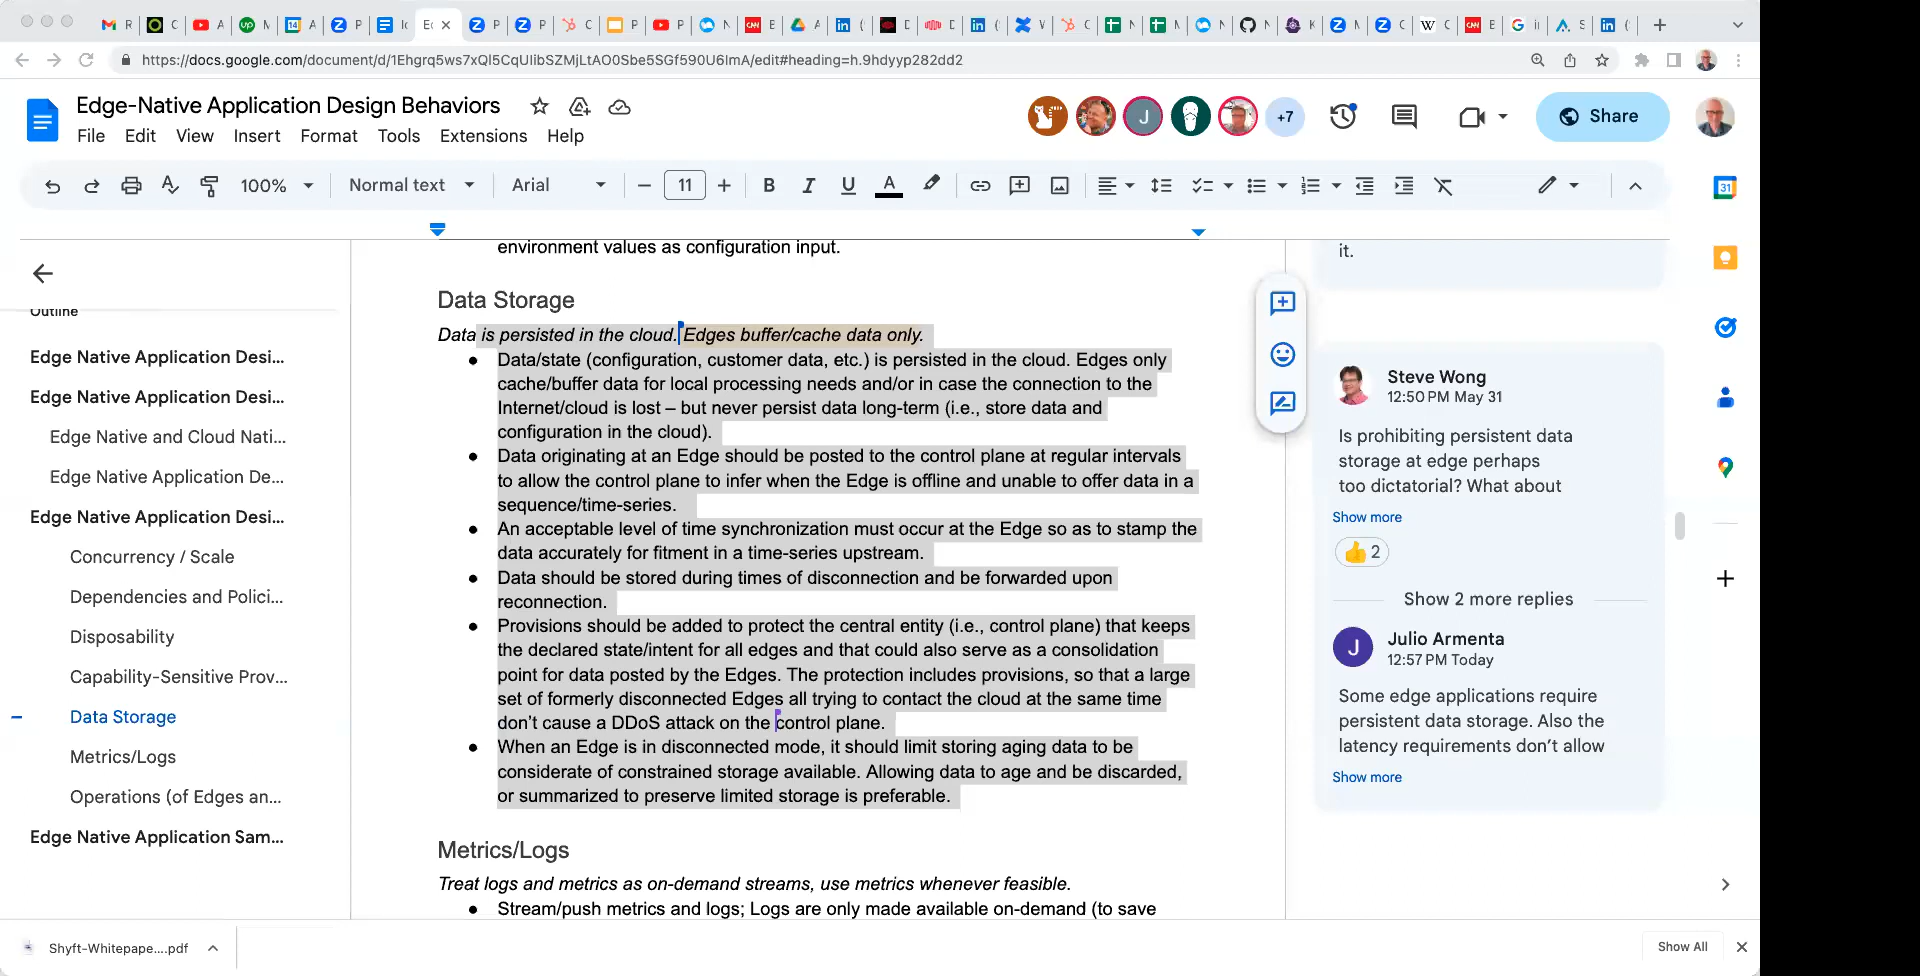 https://docs.google.com/document/d/1Ehgrq5ws7xQl5CqUIibSZMjLtAO0Sbe5SGf590U6lmA/edit#heading=h.9hdyyp282dd2
Edge-Native Application Design Behaviors
File Edit View Insert Format Tools Extensions Help
+7
Share
100% Normal text Arial 11
environment values as configuration input.
it.
Outline
Edge Native Application Desi...
Edge Native Application Desi...
Edge Native and Cloud Nati...
Edge Native Application De...
Edge Native Application Desi...
Concurrency / Scale
Dependencies and Polici...
Disposability
Capability-Sensitive Prov...
Data Storage
Metrics/Logs
Operations (of Edges an...
Edge Native Application Sam...
Data Storage
Data is persisted in the cloud. Edges buffer/cache data only.
● Data/state (configuration, customer data, etc.) is persisted in the cloud. Edges only
cache/buffer data for local processing needs and/or in case the connection to the
Internet/cloud is lost – but never persist data long-term (i.e., store data and
configuration in the cloud).
● Data originating at an Edge should be posted to the control plane at regular intervals
to allow the control plane to infer when the Edge is offline and unable to offer data in a
sequence/time-series.
● An acceptable level of time synchronization must occur at the Edge so as to stamp the
data accurately for fitment in a time-series upstream.
● Data should be stored during times of disconnection and be forwarded upon
reconnection.
● Provisions should be added to protect the central entity (i.e., control plane) that keeps
the declared state/intent for all edges and that could also serve as a consolidation
point for data posted by the Edges. The protection includes provisions, so that a large
set of formerly disconnected Edges all trying to contact the cloud at the same time
don't cause a DDoS attack on the control plane.
● When an Edge is in disconnected mode, it should limit storing aging data to be
considerate of constrained storage available. Allowing data to age and be discarded,
or summarized to preserve limited storage is preferable.
Metrics/Logs
Treat logs and metrics as on-demand streams, use metrics whenever feasible.
● Stream/push metrics and logs; Logs are only made available on-demand (to save
Steve Wong
12:50 PM May 31
Is prohibiting persistent data
storage at edge perhaps
too dictatorial? What about
Show more
👍 2
Show 2 more replies
J
Julio Armenta
12:57 PM Today
Some edge applications require
persistent data storage. Also the
latency requirements don't allow
Show more
Shyft-Whitepape....pdf
Show All